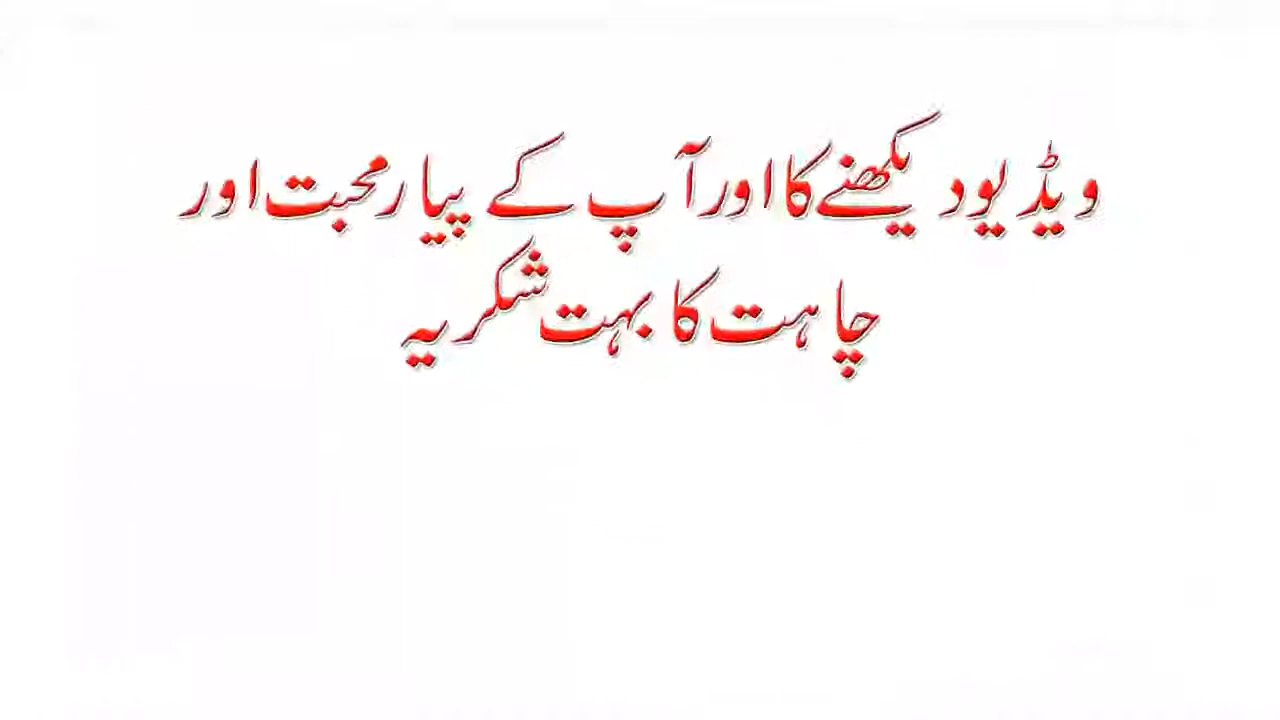 ویڈیو دیکھنے کا اور آپ کے پیار محبت اور
چاہت کا بہت شکریہ